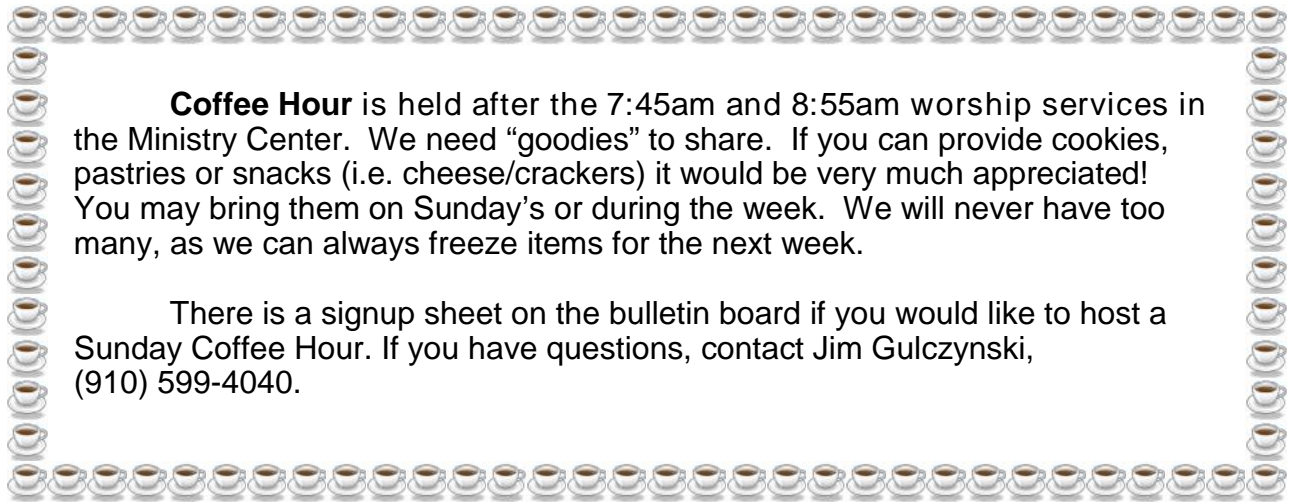 Coffee Hour is held after the 7:45am and 8:55am worship services in
the Ministry Center.  We need “goodies” to share.  If you can provide cookies,
pastries or snacks (i.e. cheese/crackers) it would be very much appreciated!
You may bring them on Sunday’s or during the week.  We will never have too
many, as we can always freeze items for the next week.
There is a signup sheet on the bulletin board if you would like to host a
Sunday Coffee Hour. If you have questions, contact Jim Gulczynski,
(910) 599-4040.